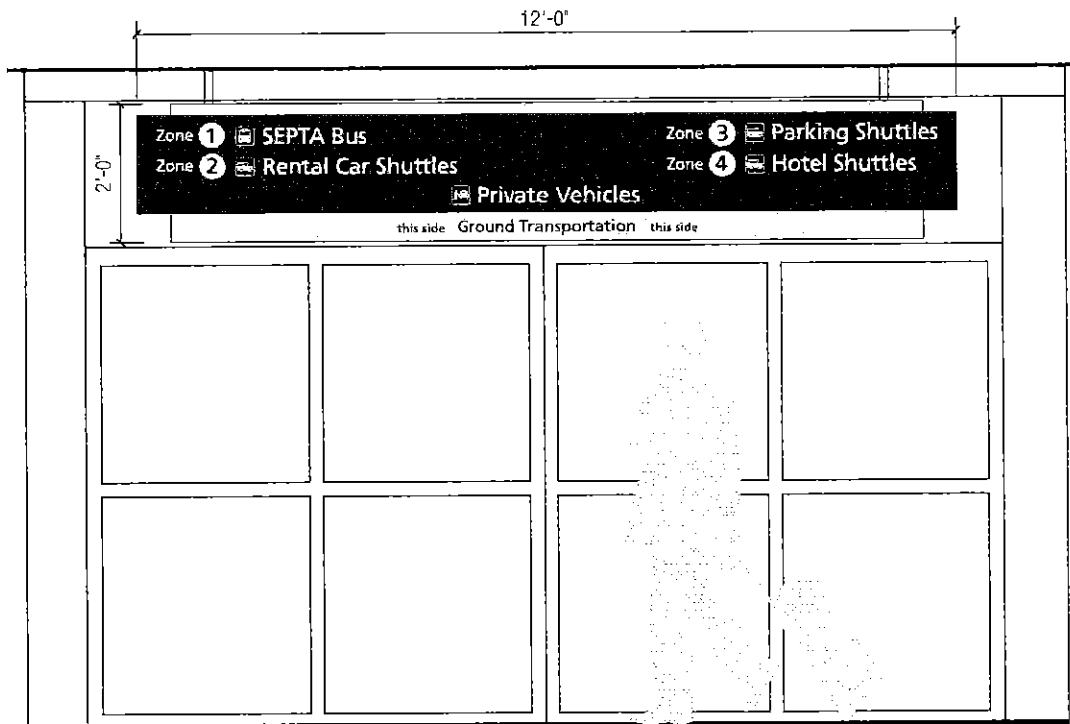 12'-0"
2'-0"
Zone 1 SEPTA Bus
Zone 2 Rental Car Shuttles
Zone 3 Parking Shuttles
Zone 4 Hotel Shuttles
Private Vehicles
this side Ground Transportation this side